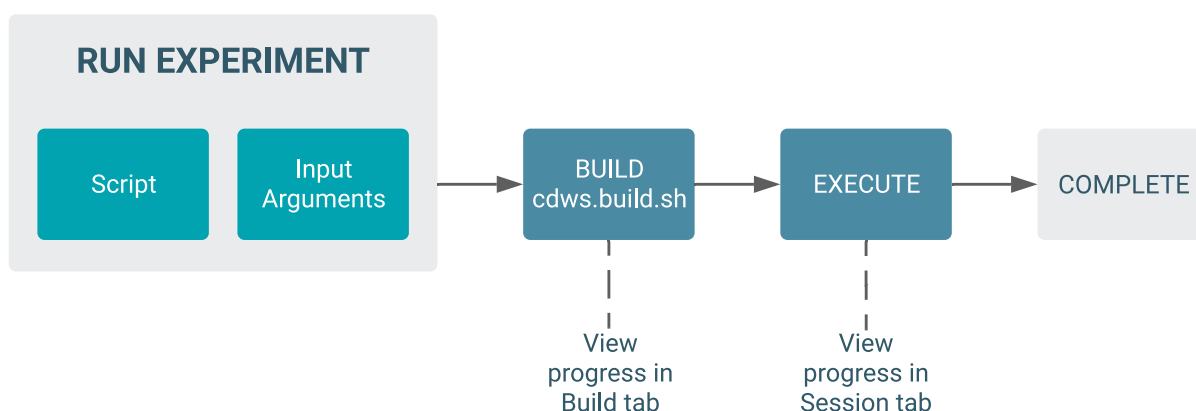 RUN EXPERIMENT
Script
Input
Arguments
BUILD
cdws.build.sh
EXECUTE
COMPLETE
View
progress in
Build tab
View
progress in
Session tab